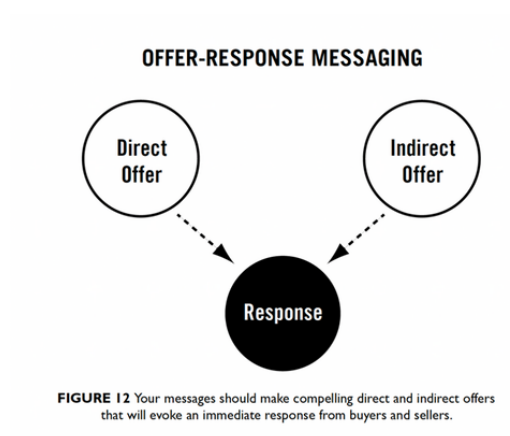 OFFER-RESPONSE MESSAGING
Direct
Offer
Indirect
Offer
Response
FIGURE 12 Your messages should make compelling direct and indirect offers
that will evoke an immediate response from buyers and sellers.